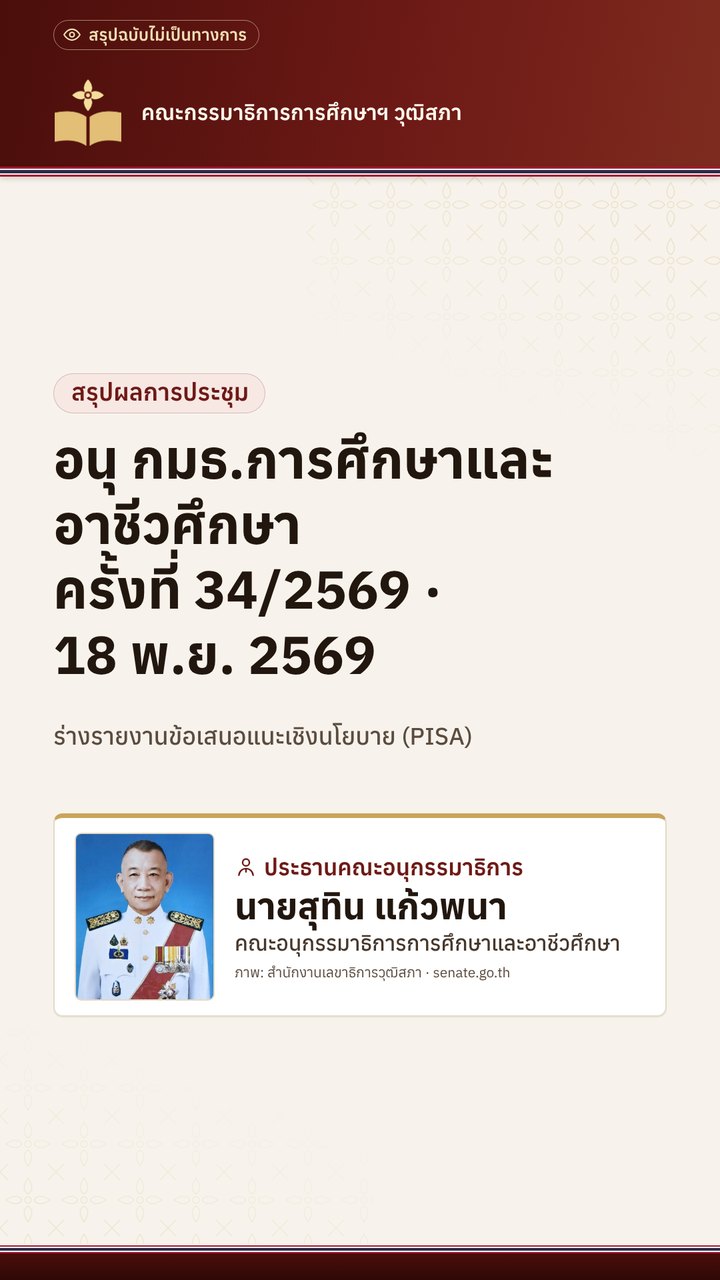 สรุปฉบับไม่เป็นทางการ
คณะกรรมาธิการการศึกษาฯ วุฒิสภา
สรุปผลการประชุม
อนุ กมธ.การศึกษาและ
อาชีวศึกษา
ครั้งที่ 34/2569 ·
18 พ.ย. 2569
ร่างรายงานข้อเสนอแนะเชิงนโยบาย (PISA)
ประธานคณะอนุกรรมาธิการ
นายสุทิน แก้วพนา
คณะอนุกรรมาธิการการศึกษาและอาชีวศึกษา
ภาพ: สำนักงานเลขาธิการวุฒิสภา · senate.go.th